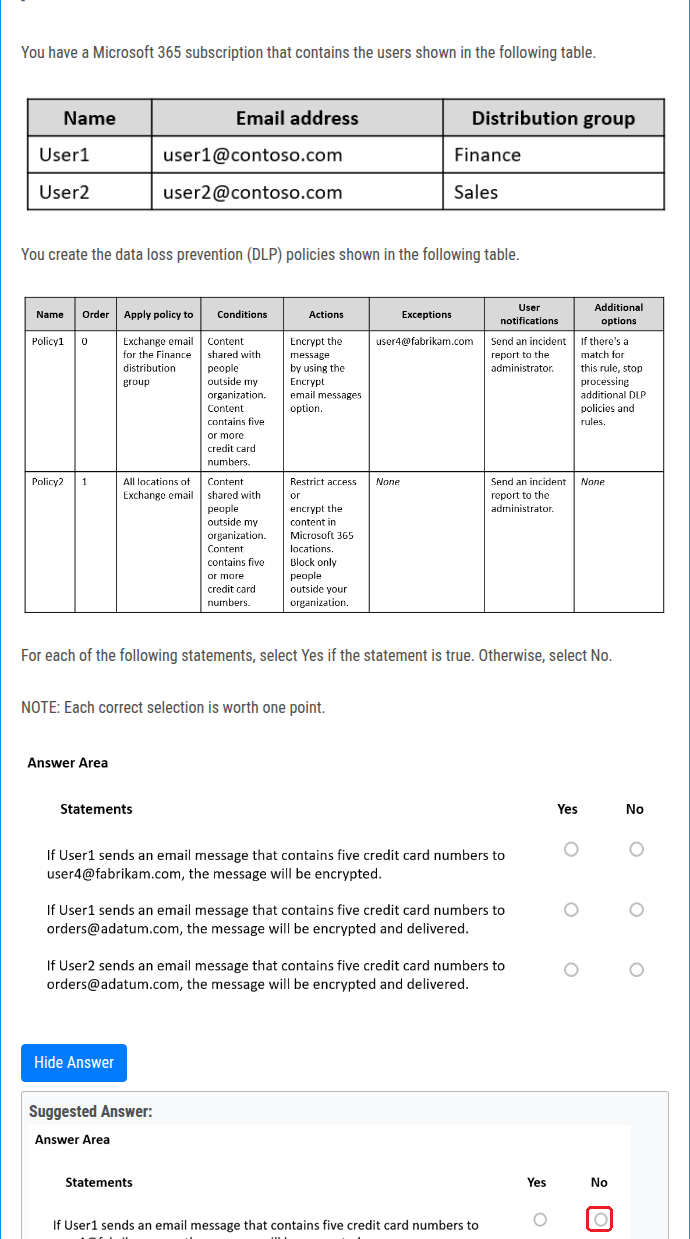 You have a Microsoft 365 subscription that contains the users shown in the following table.
Name Email address Distribution group
User1 user1@contoso.com Finance
User2 user2@contoso.com Sales
You create the data loss prevention (DLP) policies shown in the following table.
Name Order Apply policy to Conditions Actions Exceptions User notifications Additional options
Policy1 0 Exchange email for the Finance distribution group Content shared with people outside my organization. Content contains five or more credit card numbers. Encrypt the message by using the Encrypt email messages option. user4@fabrikam.com Send an incident report to the administrator. If there's a match for this rule, stop processing additional DLP policies and rules.
Policy2 1 All locations of Exchange email Content shared with people outside my organization. Content contains five or more credit card numbers. Restrict access or encrypt the content in Microsoft 365 locations. Block only people outside your organization. None Send an incident report to the administrator. None
For each of the following statements, select Yes if the statement is true. Otherwise, select No.
NOTE: Each correct selection is worth one point.
Answer Area
Statements Yes No
If User1 sends an email message that contains five credit card numbers to
user4@fabrikam.com, the message will be encrypted.
If User1 sends an email message that contains five credit card numbers to
orders@adatum.com, the message will be encrypted and delivered.
If User2 sends an email message that contains five credit card numbers to
orders@adatum.com, the message will be encrypted and delivered.
Hide Answer
Suggested Answer:
Answer Area
Statements Yes No
If User1 sends an email message that contains five credit card numbers to